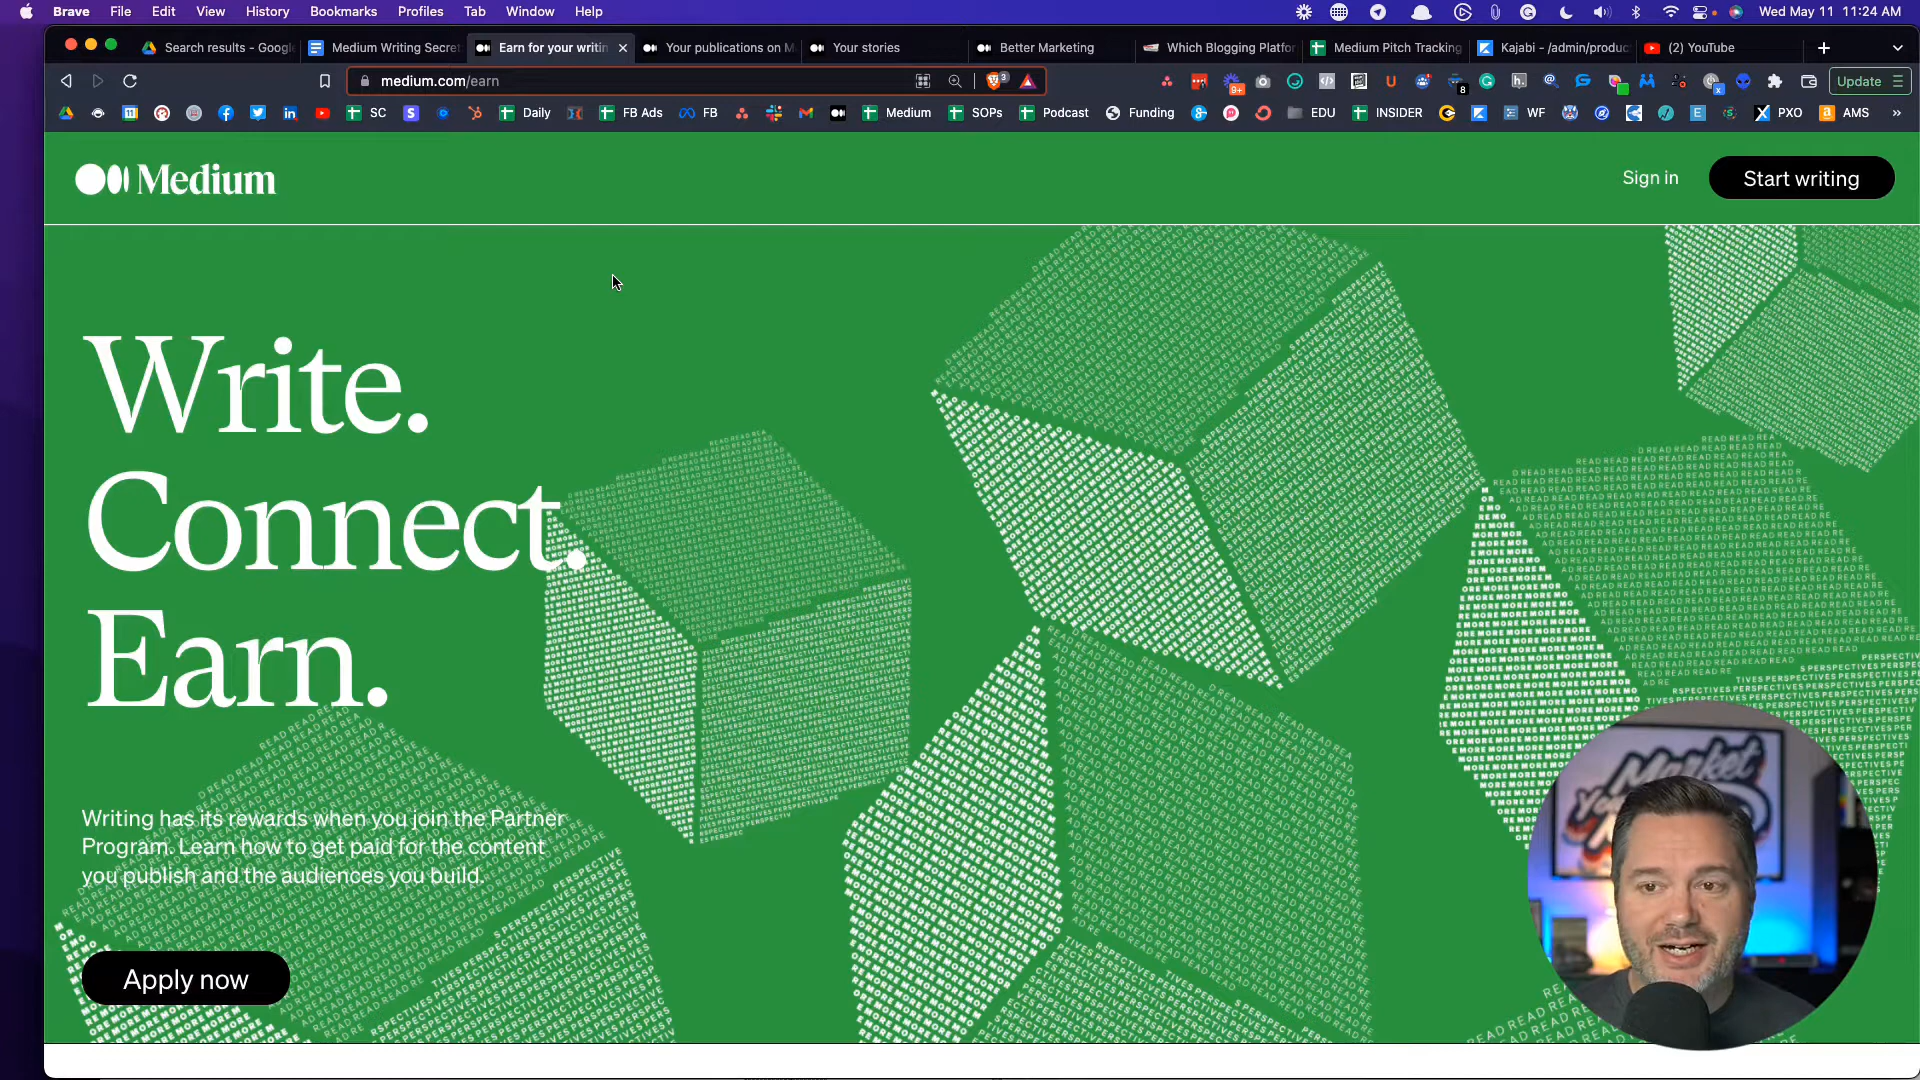 Brave File Edit View History Bookmarks Profiles Tab Window Help Wed May 11 11:24 AM
Search results - Google Medium Writing Secret Earn for your writin Your publications on M Your stories Better Marketing Which Blogging Platfor Medium Pitch Tracking Kajabi - /admin/produc (2) YouTube
medium.com/earn 3 9+ 8 Update
SC Daily FB Ads FB Medium SOPs Podcast Funding EDU INSIDER WF PXO AMS »
Medium Sign in Start writing
Write.
Connect.
Earn.
Writing has its rewards when you join the Partner
Program. Learn how to get paid for the content
you publish and the audiences you build.
Apply now
Market